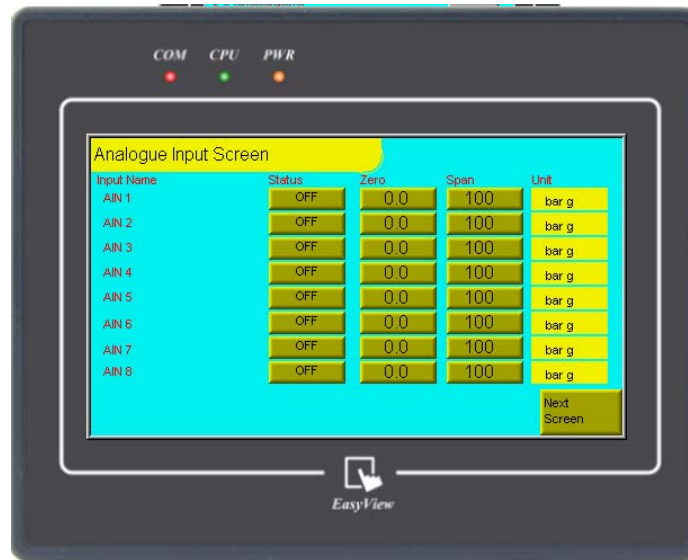 COM CPU PWR
Analogue Input Screen
Input Name Status Zero Span Unit
AIN 1 OFF 0.0 100 bar g
AIN 2 OFF 0.0 100 bar g
AIN 3 OFF 0.0 100 bar g
AIN 4 OFF 0.0 100 bar g
AIN 5 OFF 0.0 100 bar g
AIN 6 OFF 0.0 100 bar g
AIN 7 OFF 0.0 100 bar g
AIN 8 OFF 0.0 100 bar g
Next
Screen
EasyView